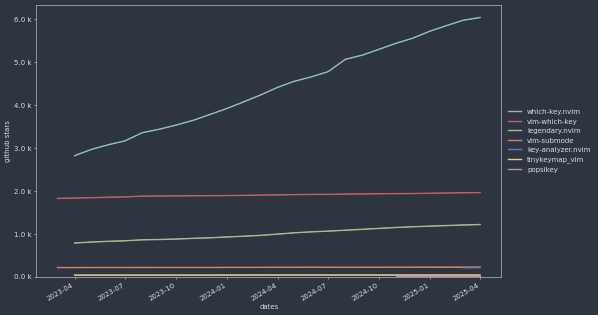 6.0 k
5.0 k
4.0 k
3.0 k
2.0 k
1.0 k
0.0 k
github stars
2023-04
2023-07
2023-10
2024-01
2024-04
2024-07
2024-10
2025-01
2025-04
dates
which-key.nvim
vim-which-key
legendary.nvim
vim-submode
key-analyzer.nvim
tinykeymap_vim
popsikey